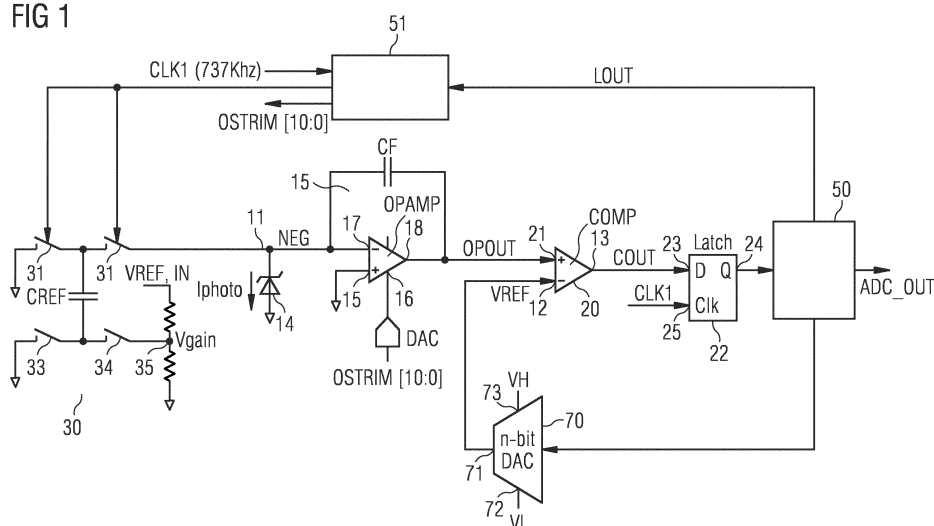 FIG 1
51
CLK1 (737Khz)
LOUT
OSTRIM [10:0]
CF
15
50
OPAMP
COMP
11
NEG
17
18
OPOUT
21
13
COUT
23
Latch
24
31
31
D Q
VREF, IN
Iphoto
15
16
VREF
12
20
CLK1
Clk
ADC_OUT
CREF
14
25
22
DAC
33
34
35
Vgain
OSTRIM [10:0]
VH
73
70
30
n-bit
DAC
71
72
VL